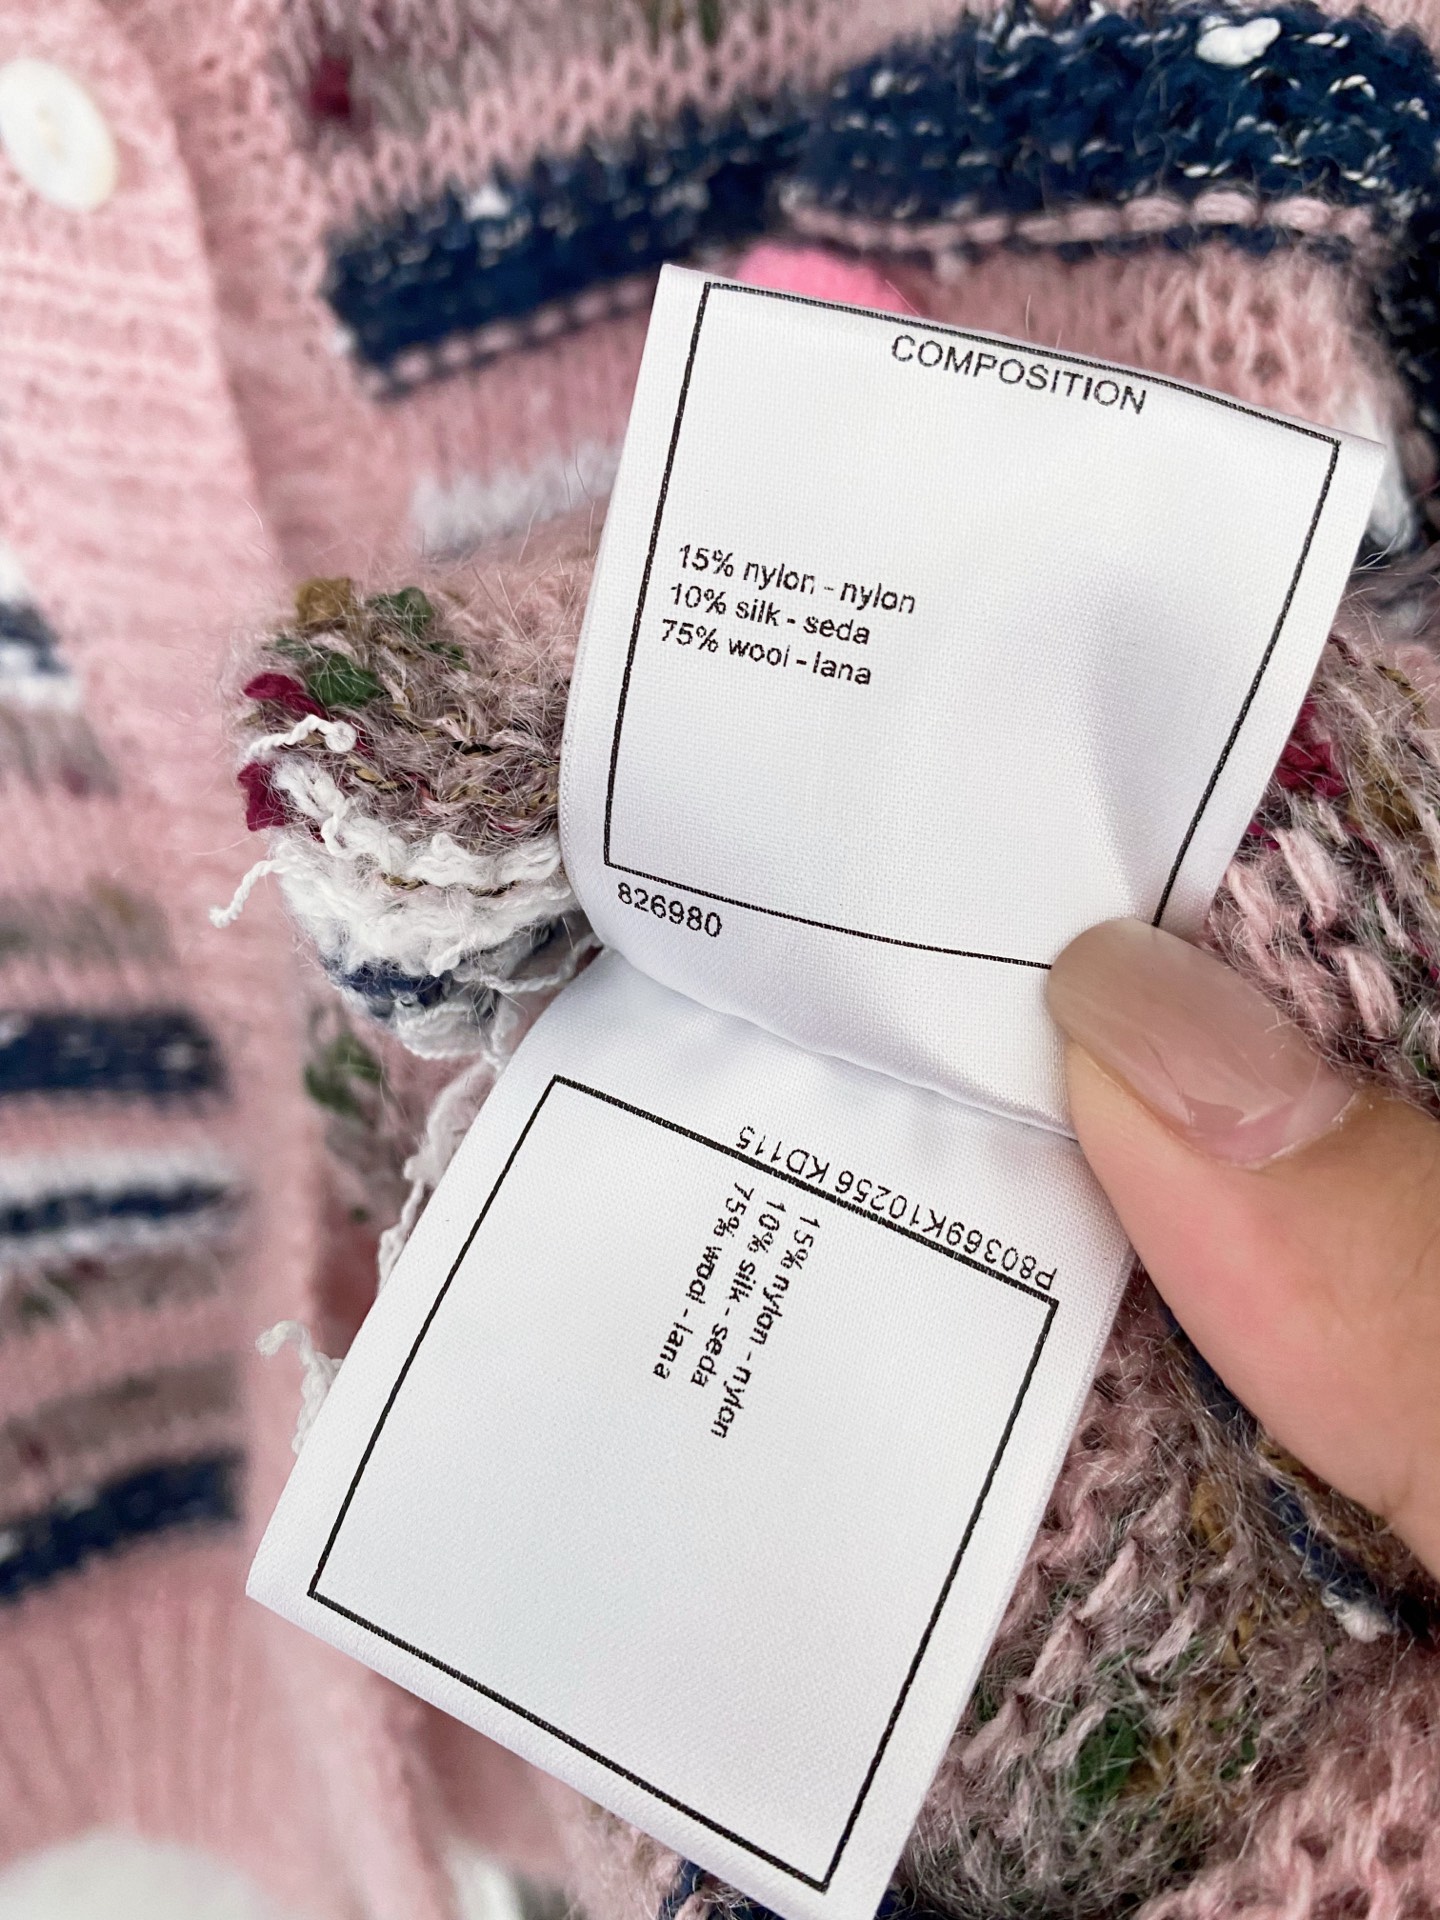 COMPOSITION
15% nylon - nylon
10% silk - seda
75% wool - lana
826980
P80369K10256 KD115
15% nylon - nylon
10% silk - seda
75% wool - lana